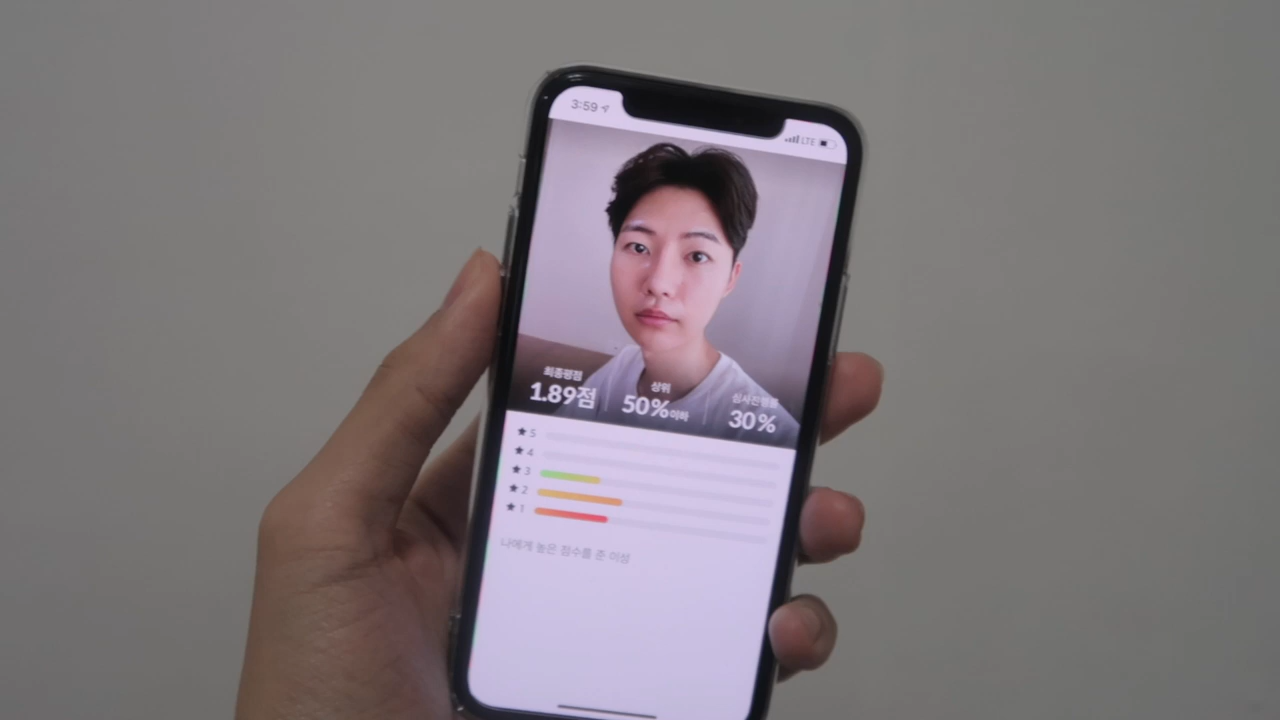 3:59
LTE
최종평점
1.89점
상위
50%이하
심사진행률
30%
★ 5
★ 4
★ 3
★ 2
★ 1
나에게 높은 점수를 준 이성